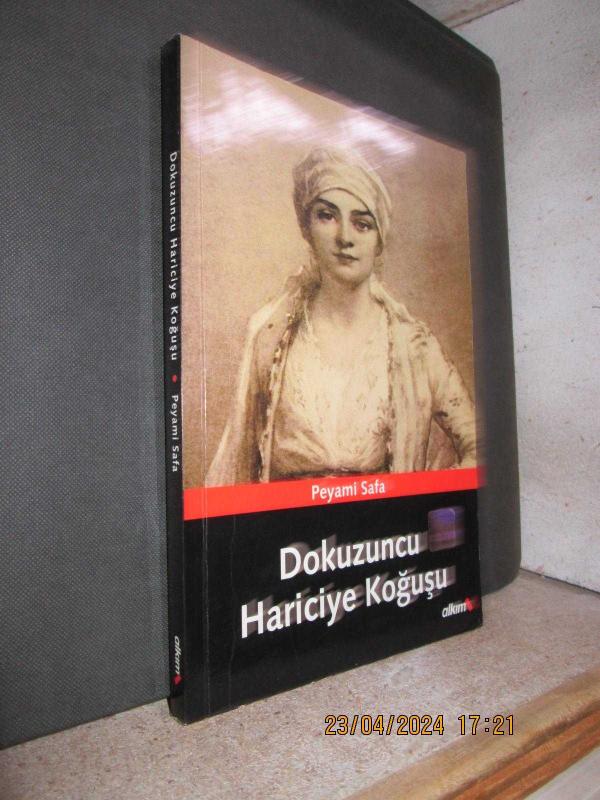 Dokuzuncu Hariciye Koğuşu • Peyami Safa
alkım
Peyami Safa
Dokuzuncu
Hariciye Koğuşu
alkım
23/04/2024 17:21